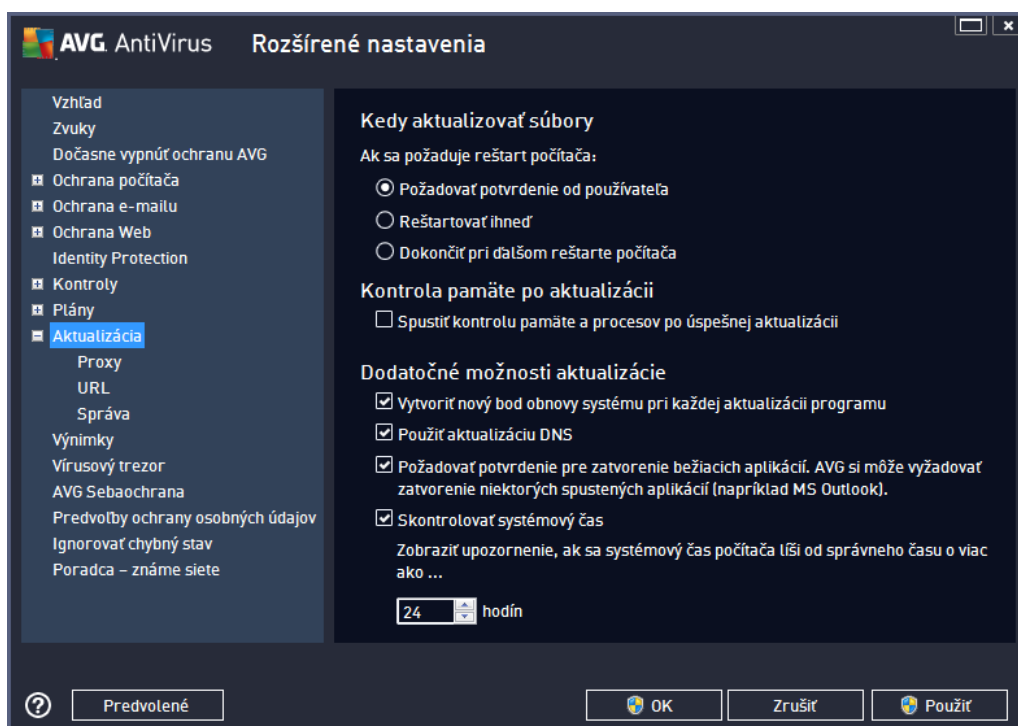 AVG. AntiVirus Rozšírené nastavenia
Vzhľad
Zvuky
Dočasne vypnúť ochranu AVG
Ochrana počítača
Ochrana e-mailu
Ochrana Web
Identity Protection
Kontroly
Plány
Aktualizácia
Proxy
URL
Správa
Výnimky
Vírusový trezor
AVG Sebaochrana
Predvoľby ochrany osobných údajov
Ignorovať chybný stav
Poradca – známe siete
Kedy aktualizovať súbory
Ak sa požaduje reštart počítača:
Požadovať potvrdenie od používateľa
Reštartovať ihneď
Dokončiť pri ďalšom reštarte počítača
Kontrola pamäte po aktualizácii
Spustiť kontrolu pamäte a procesov po úspešnej aktualizácii
Dodatočné možnosti aktualizácie
Vytvoriť nový bod obnovy systému pri každej aktualizácii programu
Použiť aktualizáciu DNS
Požadovať potvrdenie pre zatvorenie bežiacich aplikácií. AVG si môže vyžadovať
zatvorenie niektorých spustených aplikácií (napríklad MS Outlook).
Skontrolovať systémový čas
Zobraziť upozornenie, ak sa systémový čas počítača líši od správneho času o viac
ako ...
24 hodín
Predvolené
OK
Zrušiť
Použiť